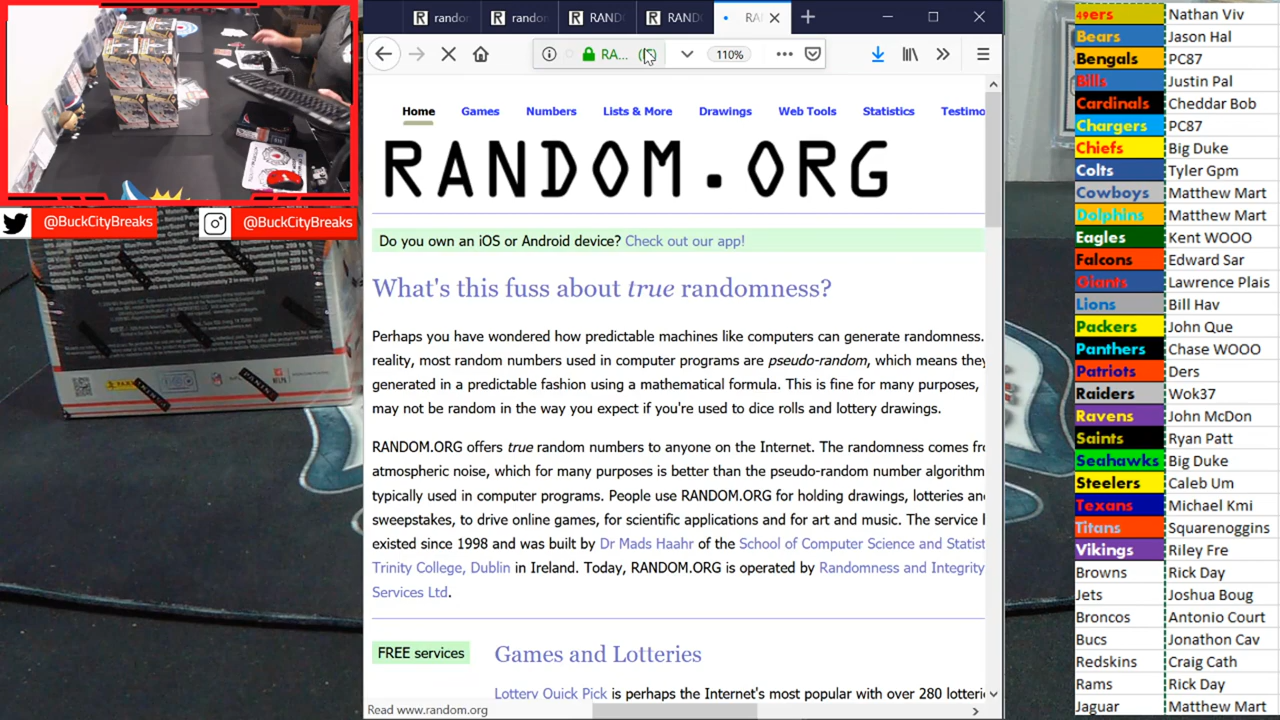 random
random
RAND
RAND
RA
RA...
110%
Home Games Numbers Lists & More Drawings Web Tools Statistics Testimo
RANDOM.ORG
Do you own an iOS or Android device? Check out our app!
What's this fuss about true randomness?
Perhaps you have wondered how predictable machines like computers can generate randomness.
reality, most random numbers used in computer programs are pseudo-random, which means they
generated in a predictable fashion using a mathematical formula. This is fine for many purposes,
may not be random in the way you expect if you're used to dice rolls and lottery drawings.
RANDOM.ORG offers true random numbers to anyone on the Internet. The randomness comes fro
atmospheric noise, which for many purposes is better than the pseudo-random number algorithm
typically used in computer programs. People use RANDOM.ORG for holding drawings, lotteries and
sweepstakes, to drive online games, for scientific applications and for art and music. The service h
existed since 1998 and was built by Dr Mads Haahr of the School of Computer Science and Statist
Trinity College, Dublin in Ireland. Today, RANDOM.ORG is operated by Randomness and Integrity
Services Ltd.
FREE services
Games and Lotteries
Lottery Quick Pick is perhaps the Internet's most popular with over 280 lotterie
Read www.random.org
@BuckCityBreaks
@BuckCityBreaks
PANINI
49ers Nathan Viv
Bears Jason Hal
Bengals PC87
Bills Justin Pal
Cardinals Cheddar Bob
Chargers PC87
Chiefs Big Duke
Colts Tyler Gpm
Cowboys Matthew Mart
Dolphins Matthew Mart
Eagles Kent WOOO
Falcons Edward Sar
Giants Lawrence Plais
Lions Bill Hav
Packers John Que
Panthers Chase WOOO
Patriots Ders
Raiders Wok37
Ravens John McDon
Saints Ryan Patt
Seahawks Big Duke
Steelers Caleb Um
Texans Michael Kmi
Titans Squarenoggins
Vikings Riley Fre
Browns Rick Day
Jets Joshua Boug
Broncos Antonio Court
Bucs Jonathon Cav
Redskins Craig Cath
Rams Rick Day
Jaguar Matthew Mart